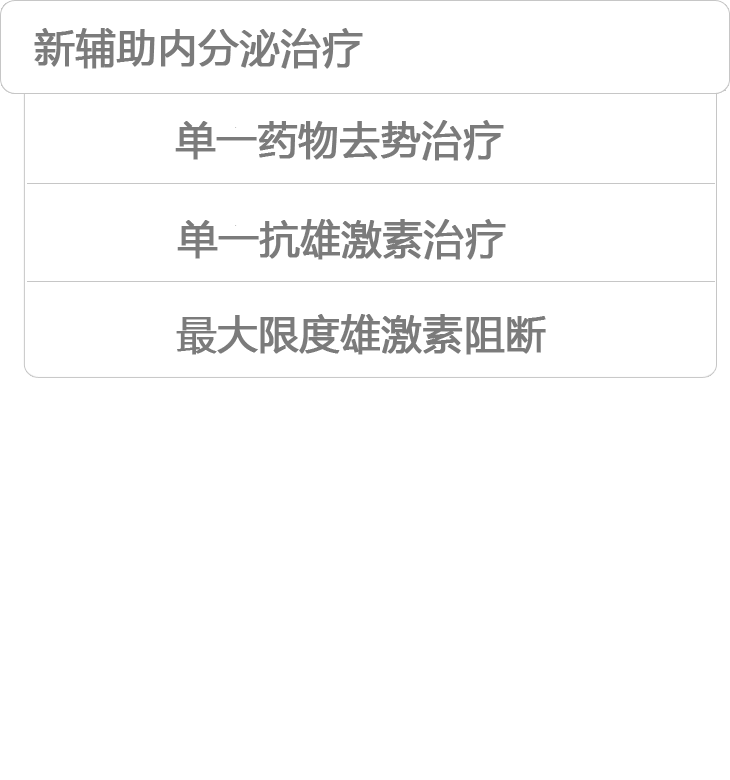 新辅助内分泌治疗
单一药物去势治疗
单一抗雄激素治疗
最大限度雄激素阻断